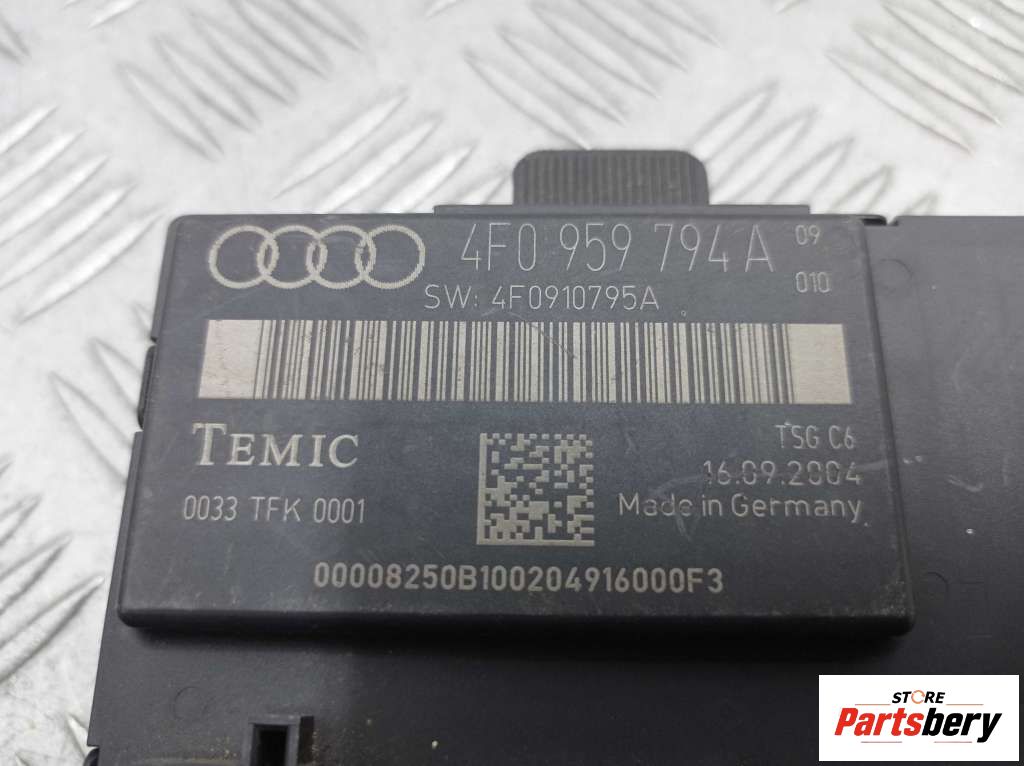 4F0 959 794 A 09
010
SW: 4F0910795A
TEMIC
TSG C6
16.09.2004
0033 TFK 0001
Made in Germany
00008250B100204916000F3
STORE
Partsbery